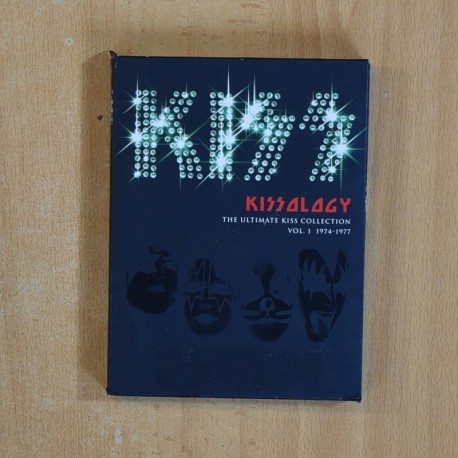 KISS
KISSOLOGY
THE ULTIMATE KISS COLLECTION
VOL. 1 1974-1977